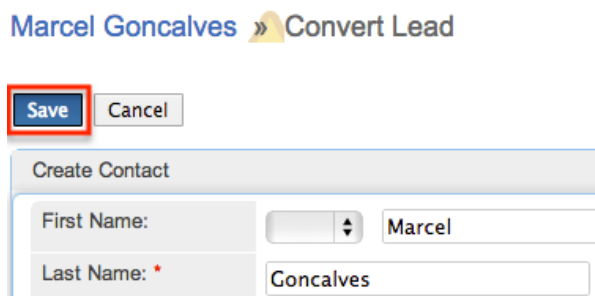 Marcel Goncalves » Convert Lead
Save Cancel
Create Contact
First Name: Marcel
Last Name: * Goncalves